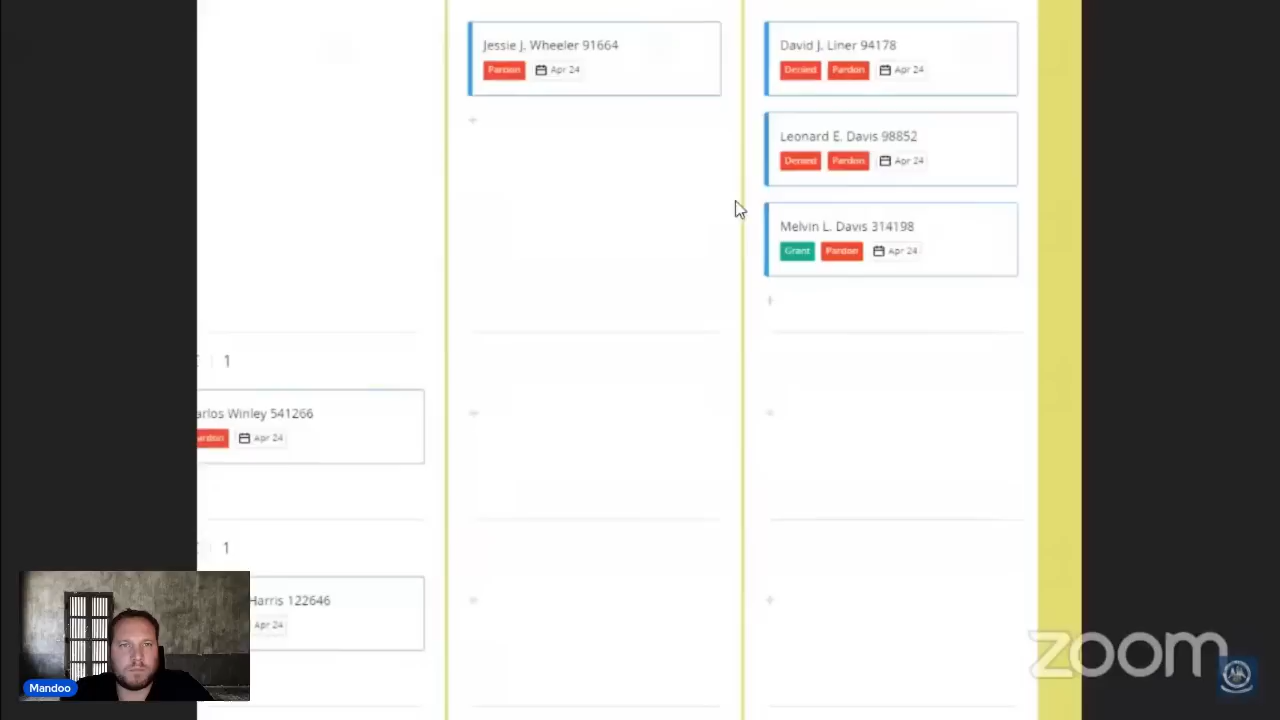 Jessie J. Wheeler 91664
Pardon Apr 24
David J. Liner 94178
Denied Pardon Apr 24
Leonard E. Davis 98852
Denied Pardon Apr 24
Melvin L. Davis 314198
Grant Pardon Apr 24
1
arlos Winley 541266
ardon Apr 24
1
Harris 122646
Apr 24
Mandoo
zoom